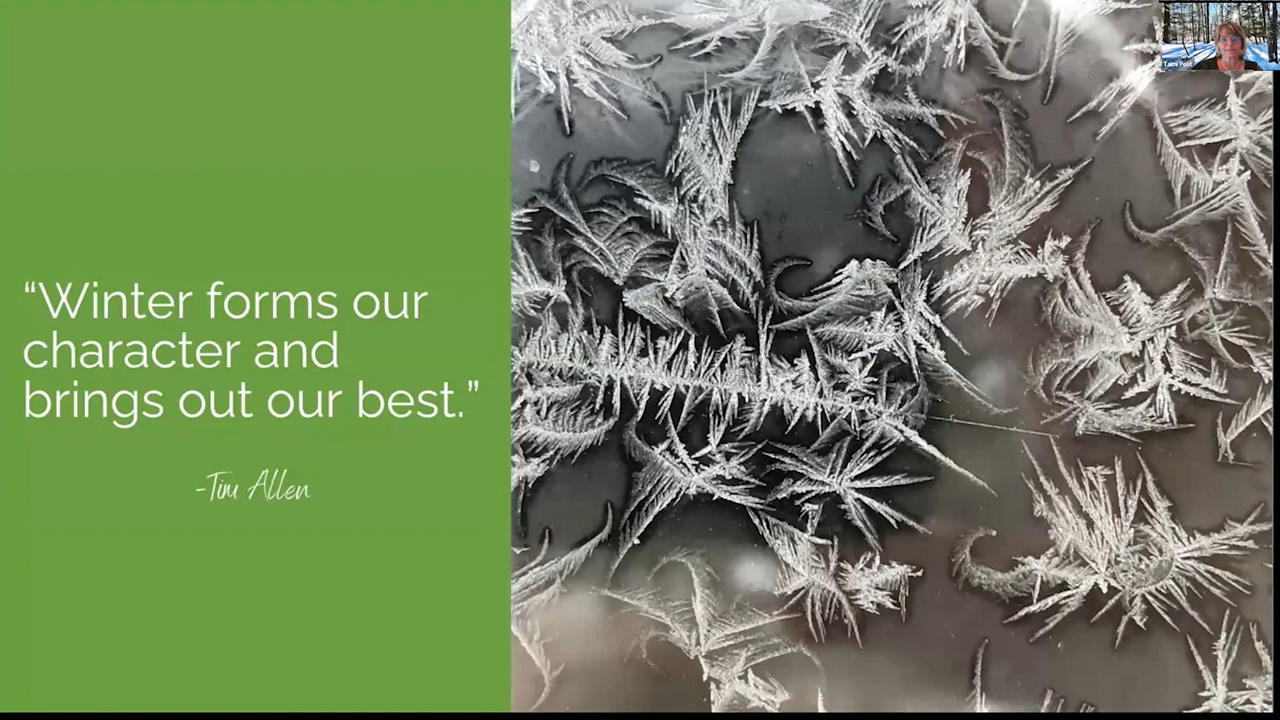 “Winter forms our
character and
brings out our best.”
-Tim Allen
Tami Post